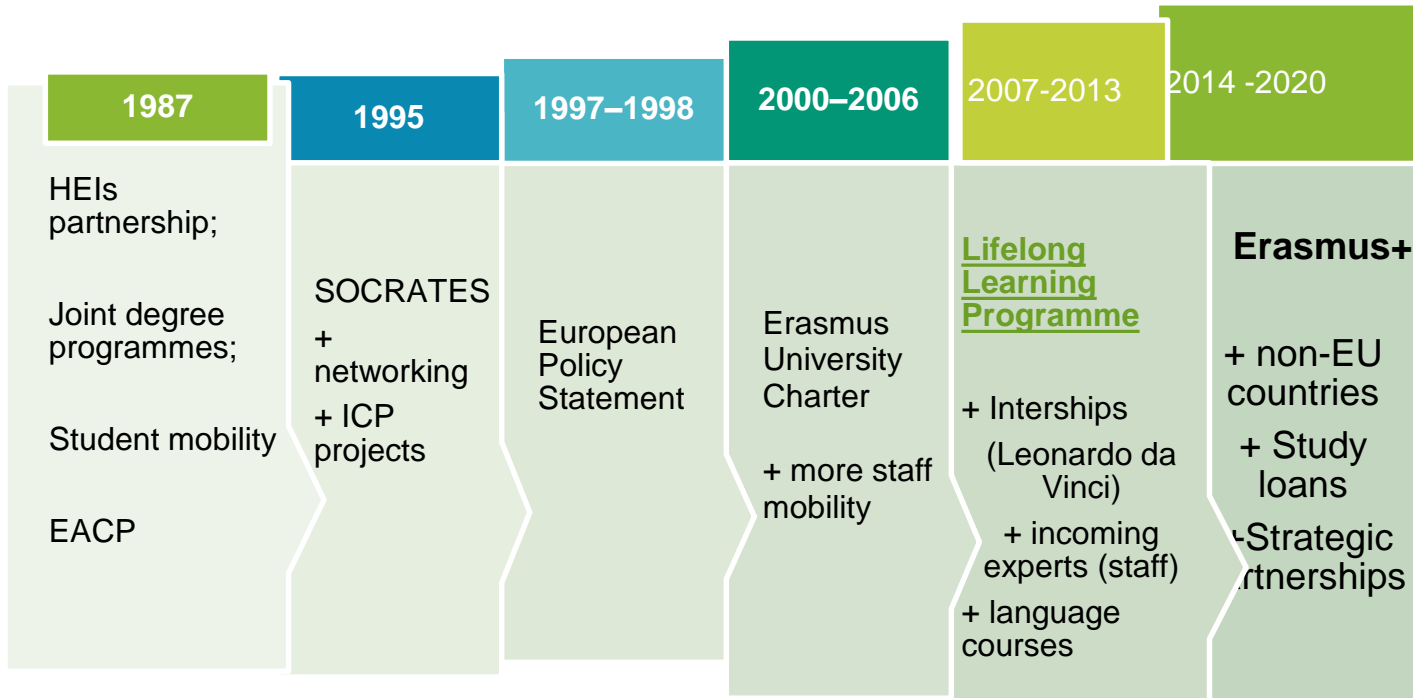 1987
HEIs
partnership;
Joint degree
programmes;
Student mobility
EACP
1995
SOCRATES
+
networking
+ ICP
projects
1997–1998
European
Policy
Statement
2000–2006
Erasmus
University
Charter
+ more staff
mobility
2007-2013
Lifelong
Learning
Programme
+ Interships
(Leonardo da
Vinci)
+ incoming
experts (staff)
+ language
courses
2014 -2020
Erasmus+
+ non-EU
countries
+ Study
loans
+Strategic
rtnerships